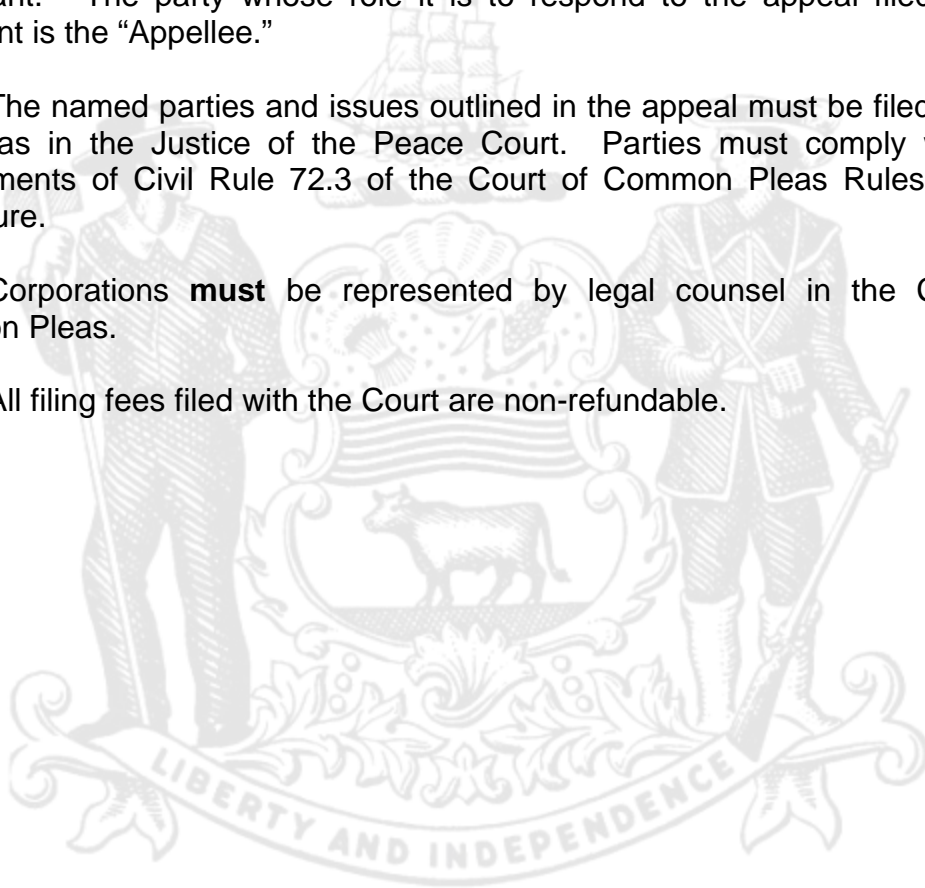 ant. The party whose role it is to respond to the appeal filed
nt is the “Appellee.”
The named parties and issues outlined in the appeal must be filed
as in the Justice of the Peace Court. Parties must comply
ments of Civil Rule 72.3 of the Court of Common Pleas Rules
ure.
Corporations must be represented by legal counsel in the
on Pleas.
All filing fees filed with the Court are non-refundable.
LIBERTY AND INDEPENDENCE